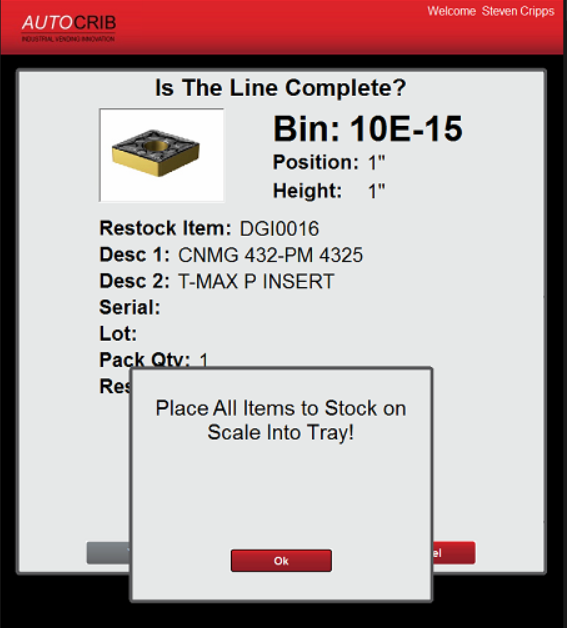 Welcome Steven Cripps
AUTOCRIB
INDUSTRIAL VENDING INNOVATION
Is The Line Complete?
Bin: 10E-15
Position: 1"
Height: 1"
Restock Item: DGI0016
Desc 1: CNMG 432-PM 4325
Desc 2: T-MAX P INSERT
Serial:
Lot:
Pack Qty: 1
Place All Items to Stock on
Scale Into Tray!
Ok